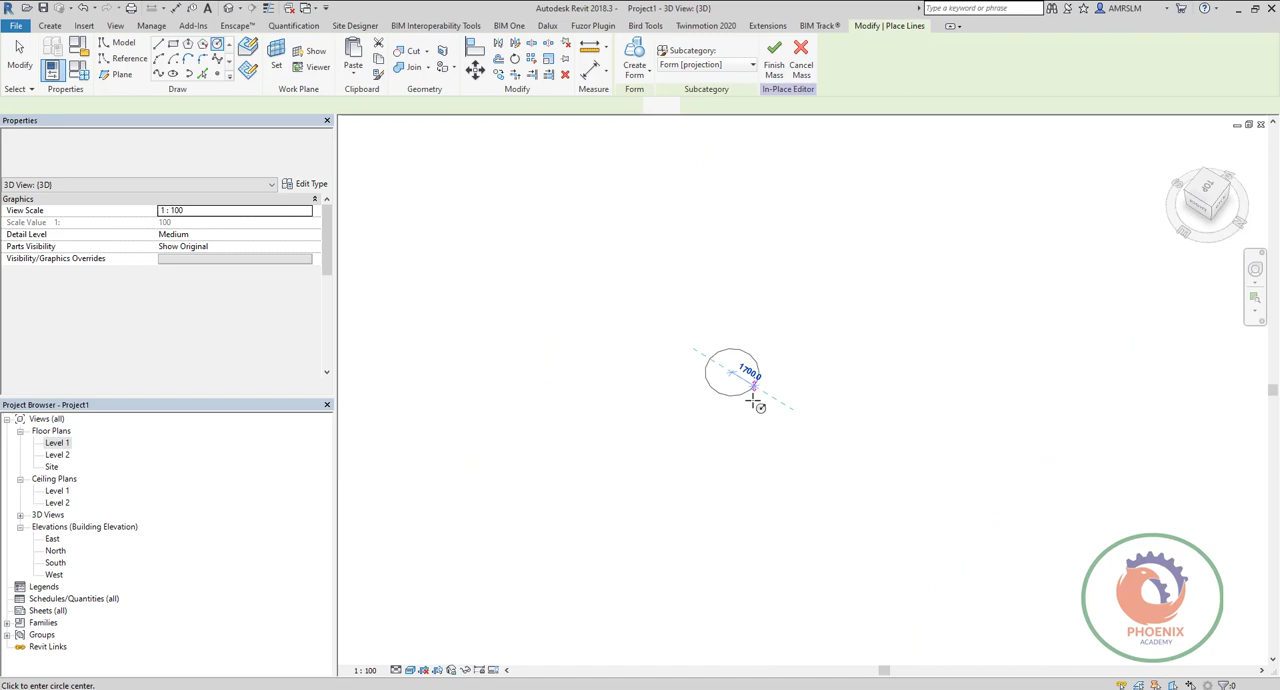 Autodesk Revit 2018.3 - Project1 - 3D View: {3D}
Type a keyword or phrase
AMRSLM
File Create Insert View Manage Add-Ins Enscape™ Quantification Site Designer BIM Interoperability Tools BIM One Dalux Fuzor Plugin Bird Tools Twinmotion 2020 Extensions BIM Track® Modify | Place Lines
Model
Reference
Plane
Show
Viewer
Cut
Join
Subcategory:
Form [projection]
Modify
Set
Paste
Create
Form
Finish
Mass
Cancel
Mass
Select Properties Draw Work Plane Clipboard Geometry Modify Measure Form Subcategory In-Place Editor
Properties
3D View: {3D}
Edit Type
Graphics
View Scale 1 : 100
Scale Value 1: 100
Detail Level Medium
Parts Visibility Show Original
Visibility/Graphics Overrides
Project Browser - Project1
Views (all)
Floor Plans
Level 1
Level 2
Site
Ceiling Plans
Level 1
Level 2
3D Views
Elevations (Building Elevation)
East
North
South
West
Legends
Schedules/Quantities (all)
Sheets (all)
Families
Groups
Revit Links
1700.0
TOP
PHOENIX
ACADEMY
1 : 100
Click to enter circle center.
:0